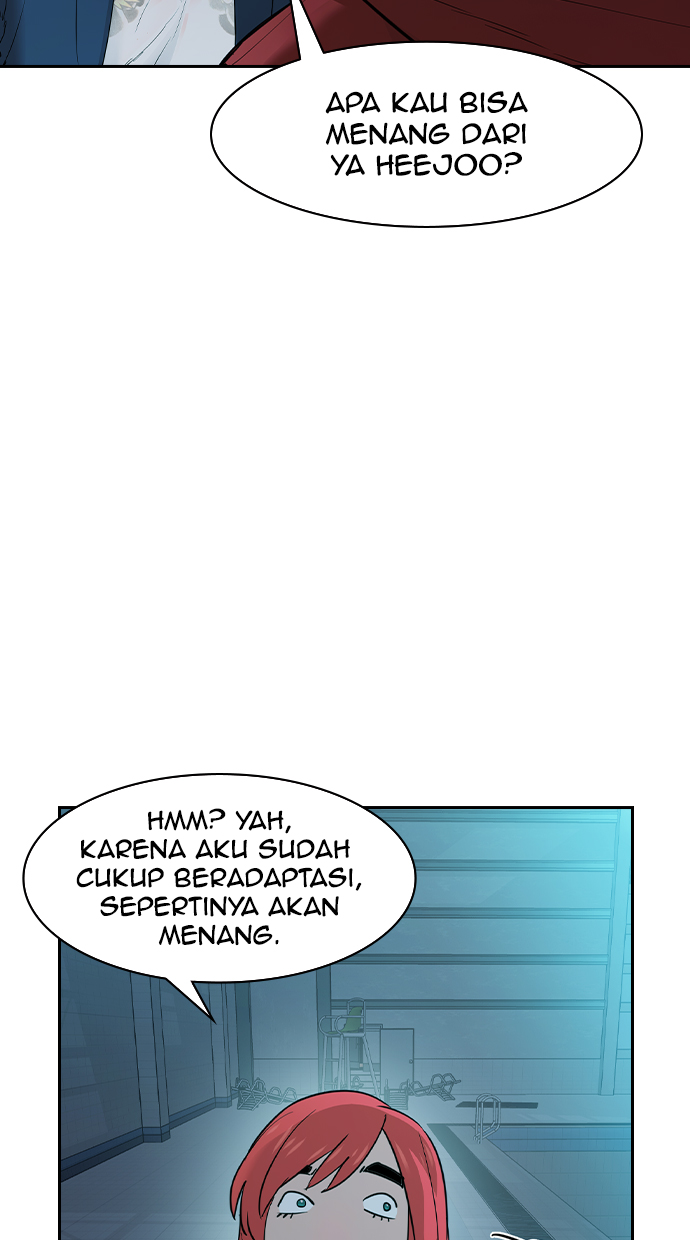 APA KAU BISA
MENANG DARI
YA HEEJOO?
HMM? YAH,
KARENA AKU SUDAH
CUKUP BERADAPTASI,
SEPERTINYA AKAN
MENANG.